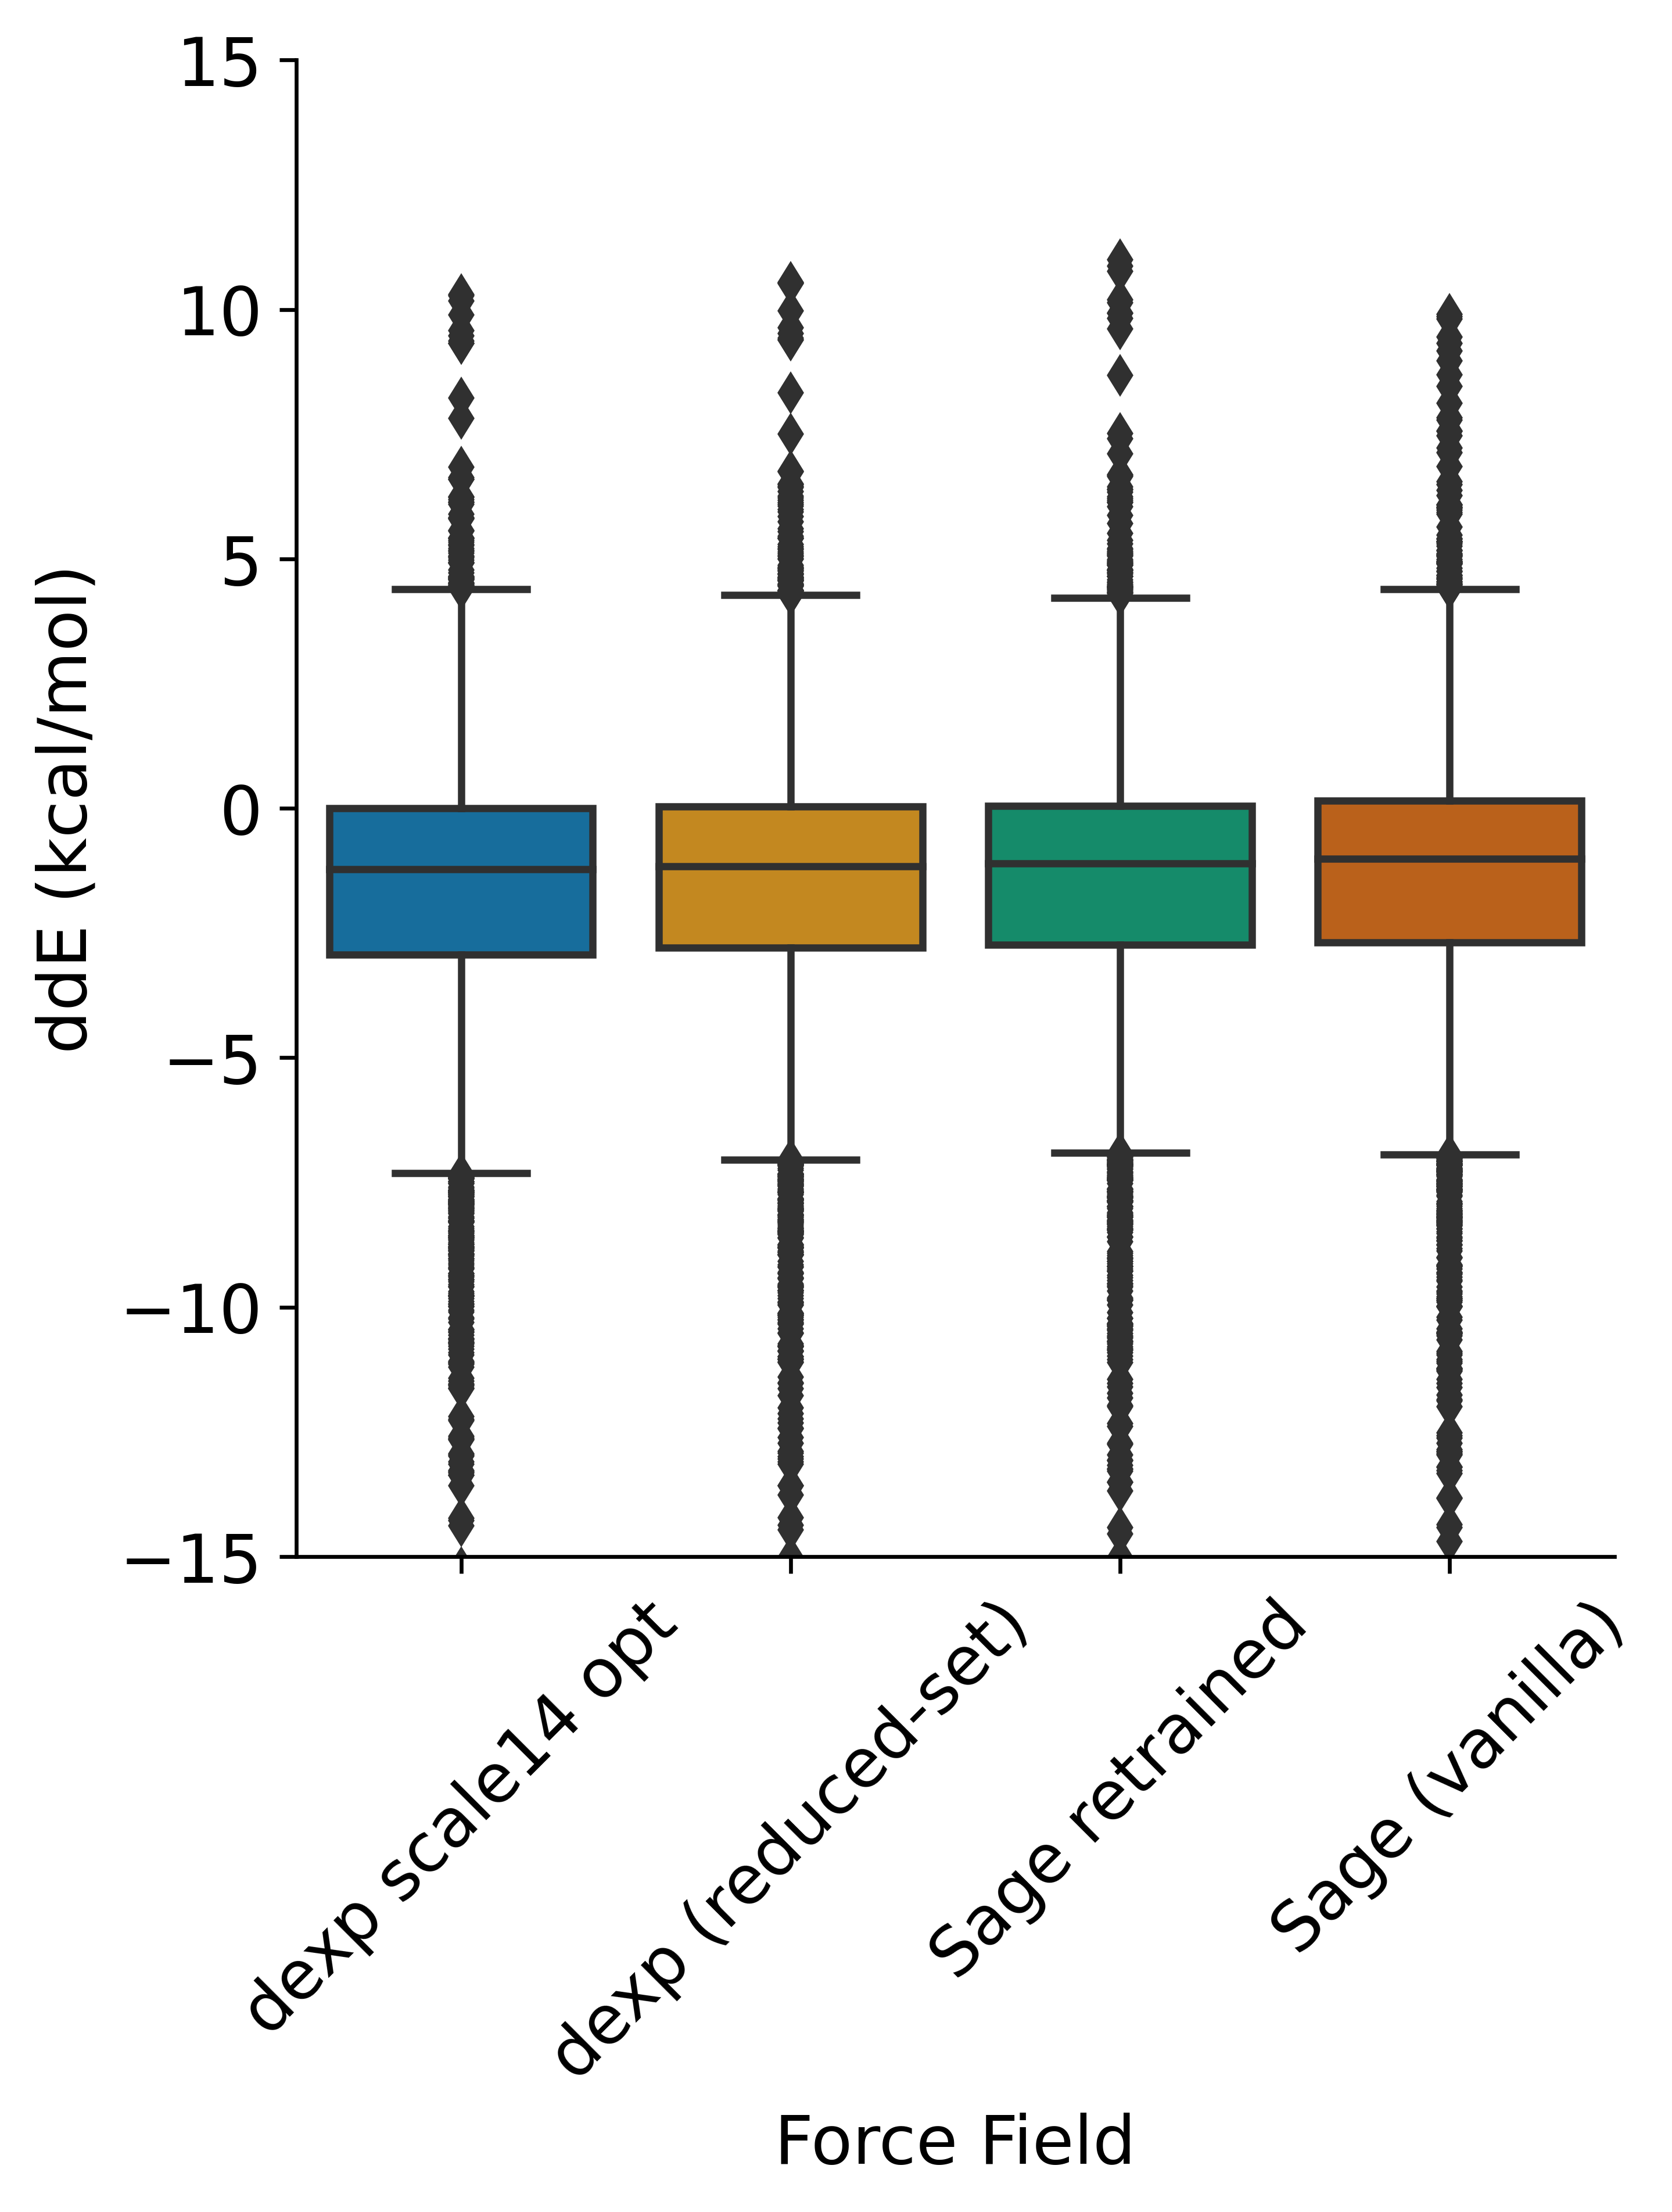 15
10
5
0
−5
−10
−15
ddE (kcal/mol)
dexp scale14 opt
dexp (reduced-set)
Sage retrained
Sage (vanilla)
Force Field